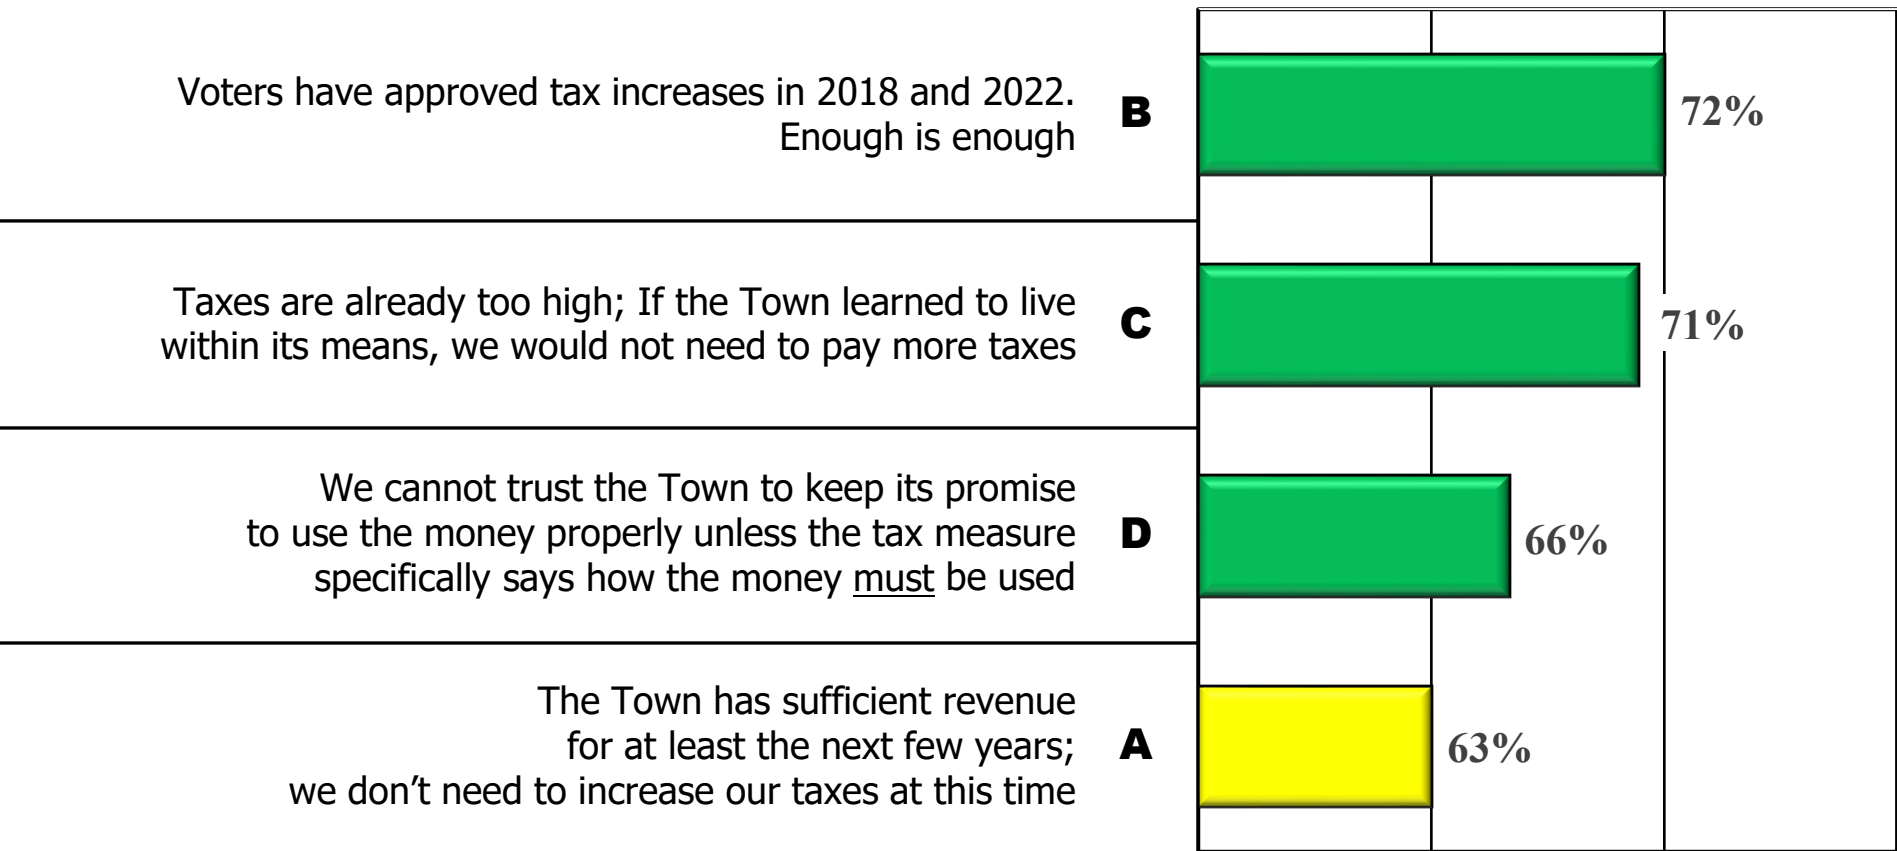 Voters have approved tax increases in 2018 and 2022.
Enough is enough
B
72%
Taxes are already too high; If the Town learned to live
within its means, we would not need to pay more taxes
C
71%
We cannot trust the Town to keep its promise
to use the money properly unless the tax measure
specifically says how the money must be used
D
66%
The Town has sufficient revenue
for at least the next few years;
we don’t need to increase our taxes at this time
A
63%